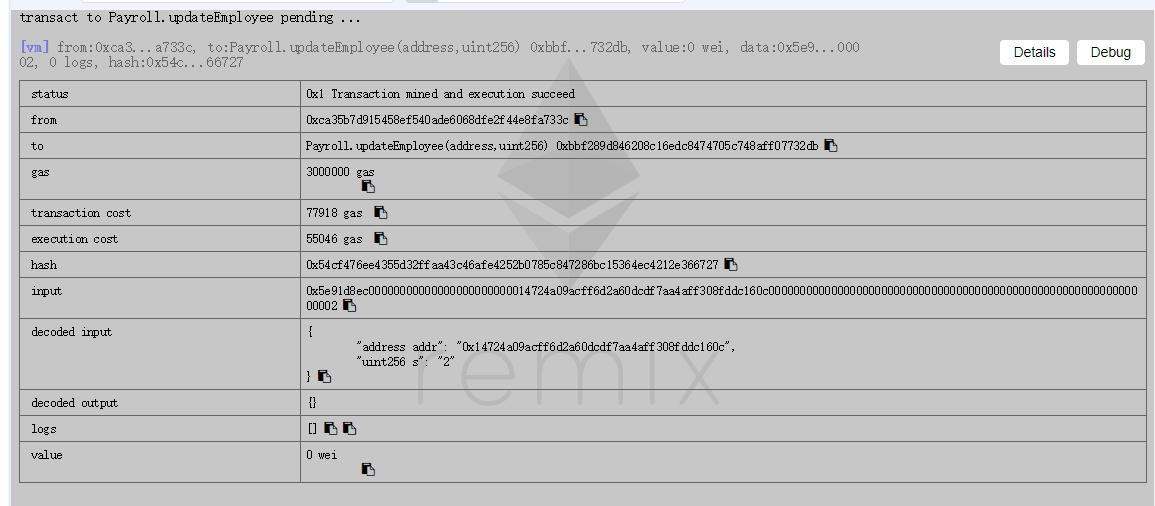 transact to Payroll.updateEmployee pending ...
[vm] from:0xca3...a733c, to:Payroll.updateEmployee(address,uint256) 0xbbf...732db, value:0 wei, data:0x5e9...000
02, 0 logs, hash:0x54c...66727
Details Debug
status 0x1 Transaction mined and execution succeed
from 0xca35b7d915458ef540ade6068dfe2f44e8fa733c
to Payroll.updateEmployee(address,uint256) 0xbbf289d846208c16edc8474705c748aff07732db
gas 3000000 gas
transaction cost 77918 gas
execution cost 55046 gas
hash 0x54cf476ee4355d32ffaa43c46afe4252b0785c847286bc15364ec4212e366727
input 0x5e91d8ec00000000000000000000000014724a09acff6d2a60dcdf7aa4aff308fddc160c0000000000000000000000000000000000000000000000000000000000
00002
decoded input {
"address addr": "0x14724a09acff6d2a60dcdf7aa4aff308fddc160c",
"uint256 s": "2"
}
remix
decoded output {}
logs []
value 0 wei